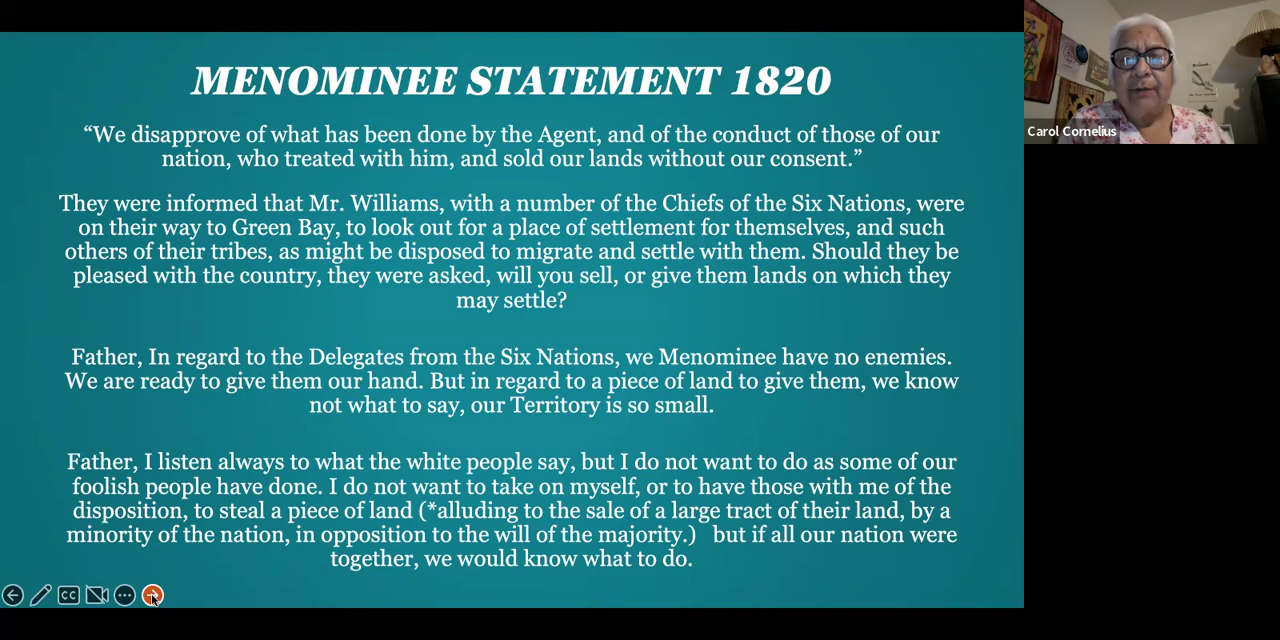 MENOMINEE STATEMENT 1820
“We disapprove of what has been done by the Agent, and of the conduct of those of our
nation, who treated with him, and sold our lands without our consent.”
They were informed that Mr. Williams, with a number of the Chiefs of the Six Nations, were
on their way to Green Bay, to look out for a place of settlement for themselves, and such
others of their tribes, as might be disposed to migrate and settle with them. Should they be
pleased with the country, they were asked, will you sell, or give them lands on which they
may settle?
Father, In regard to the Delegates from the Six Nations, we Menominee have no enemies.
We are ready to give them our hand. But in regard to a piece of land to give them, we know
not what to say, our Territory is so small.
Father, I listen always to what the white people say, but I do not want to do as some of our
foolish people have done. I do not want to take on myself, or to have those with me of the
disposition, to steal a piece of land (*alluding to the sale of a large tract of their land, by a
minority of the nation, in opposition to the will of the majority.) but if all our nation were
together, we would know what to do.
CC
Carol Cornelius